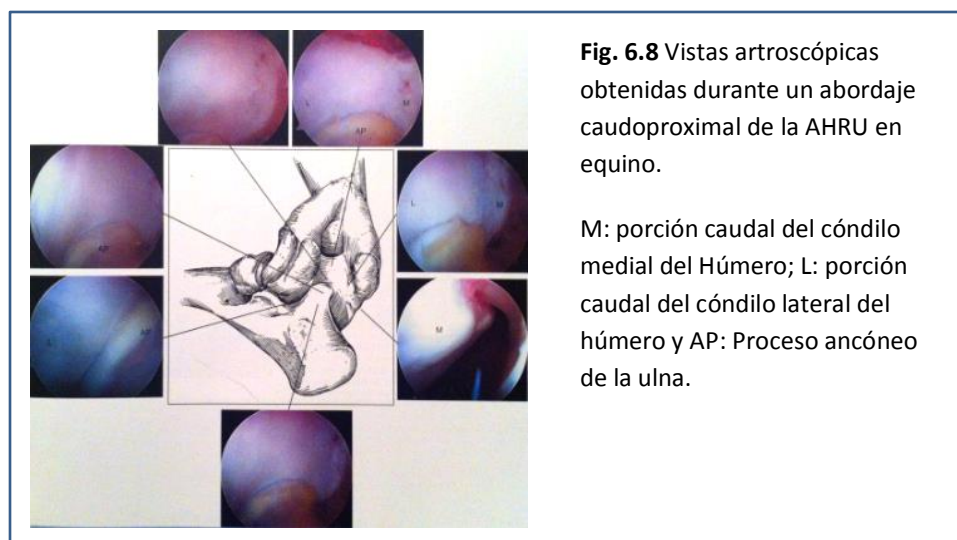 L M
AP
AP
L M
L AP
M
Fig. 6.8 Vistas artroscópicas
obtenidas durante un abordaje
caudoproximal de la AHRU en
equino.
M: porción caudal del cóndilo
medial del Húmero; L: porción
caudal del cóndilo lateral del
húmero y AP: Proceso ancóneo
de la ulna.